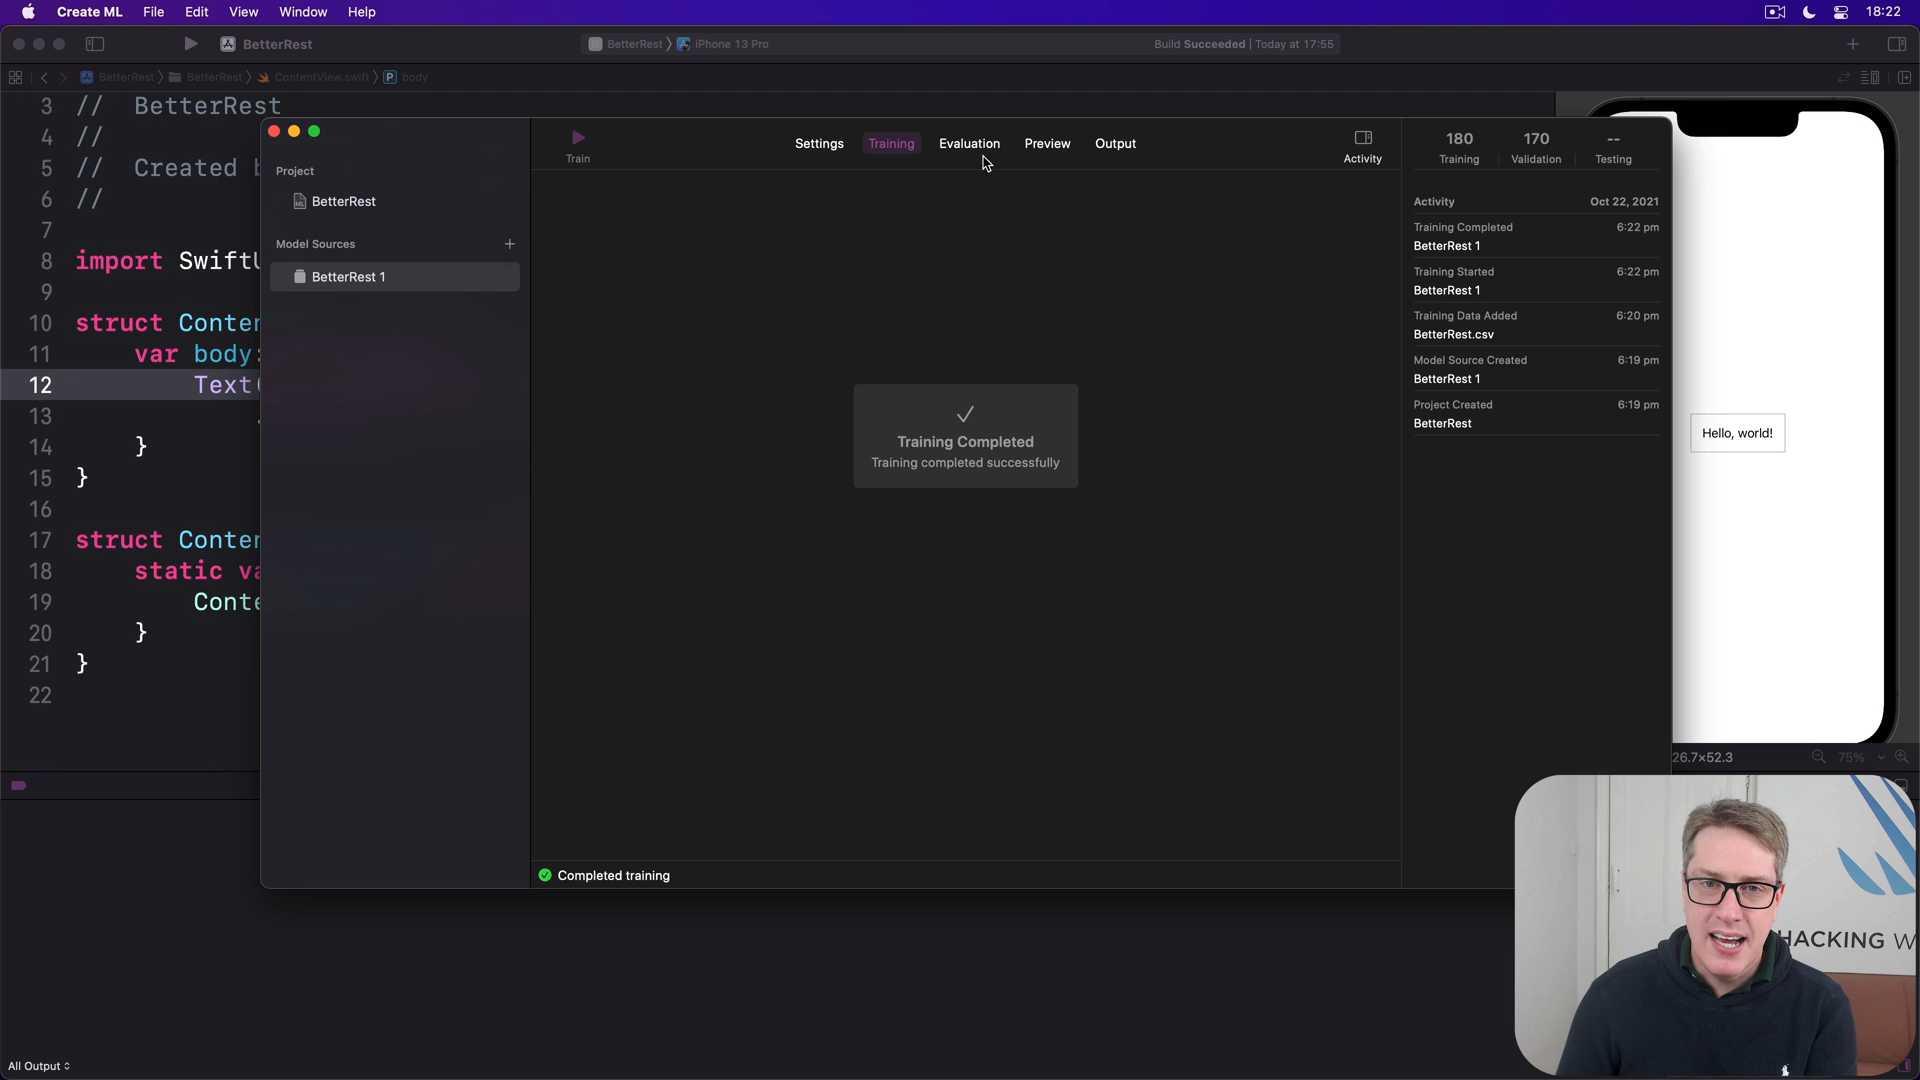 Create ML File Edit View Window Help 18:22
BetterRest BetterRest iPhone 13 Pro Build Succeeded | Today at 17:55
BetterRest BetterRest ContentView.swift P body
3 // BetterRest
4 //
5 // Created b
6 //
7
8 import SwiftU
9
10 struct Conten
11 var body:
12 Text(
13 .
14 }
15 }
16
17 struct Conten
18 static va
19 Conte
20 }
21 }
22
Project
BetterRest
Model Sources
BetterRest 1
Train
Settings Training Evaluation Preview Output
Activity
Training Completed
Training completed successfully
Completed training
180 170 --
Training Validation Testing
Activity Oct 22, 2021
Training Completed 6:22 pm
BetterRest 1
Training Started 6:22 pm
BetterRest 1
Training Data Added 6:20 pm
BetterRest.csv
Model Source Created 6:19 pm
BetterRest 1
Project Created 6:19 pm
BetterRest
Hello, world!
26.7×52.3 75%
HACKING W
All Output